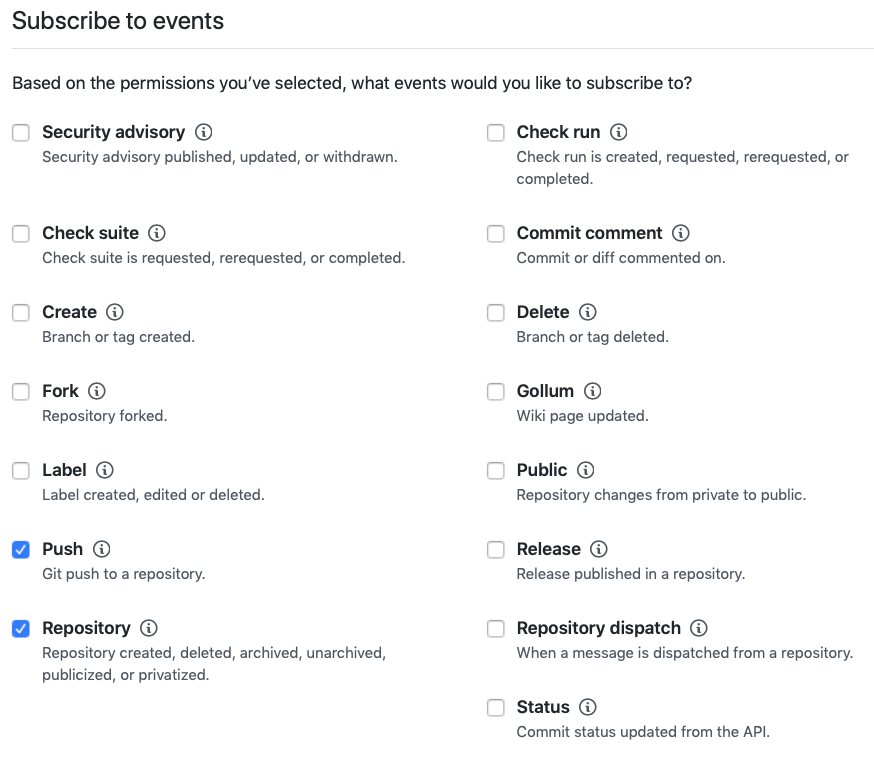 Subscribe to events
Based on the permissions you’ve selected, what events would you like to subscribe to?
Security advisory
Security advisory published, updated, or withdrawn.
Check run
Check run is created, requested, rerequested, or
completed.
Check suite
Check suite is requested, rerequested, or completed.
Commit comment
Commit or diff commented on.
Create
Branch or tag created.
Delete
Branch or tag deleted.
Fork
Repository forked.
Gollum
Wiki page updated.
Label
Label created, edited or deleted.
Public
Repository changes from private to public.
Push
Git push to a repository.
Release
Release published in a repository.
Repository
Repository created, deleted, archived, unarchived,
publicized, or privatized.
Repository dispatch
When a message is dispatched from a repository.
Status
Commit status updated from the API.